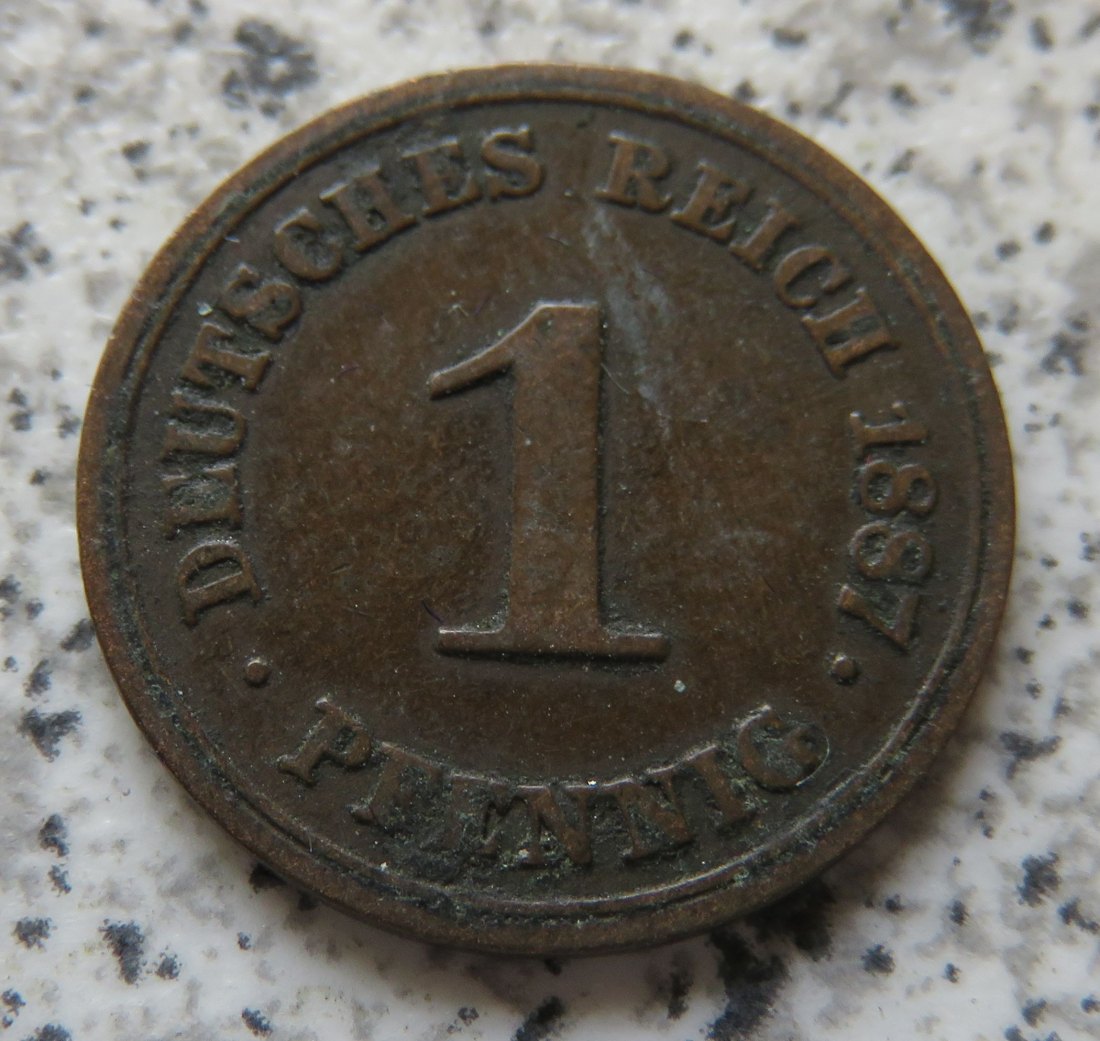 DEUTSCHES REICH 1887
1
· PFENNIG ·